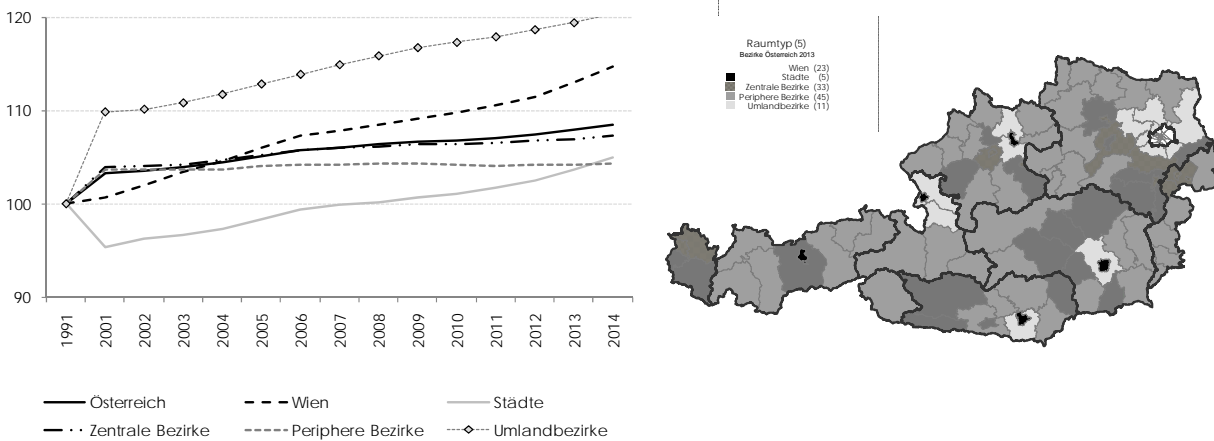 120
110
100
90
1991
2001
2002
2003
2004
2005
2006
2007
2008
2009
2010
2011
2012
2013
2014
Österreich
Wien
Städte
Zentrale Bezirke
Periphere Bezirke
Umlandbezirke
Raumtyp (5)
Bezirke Österreich 2013
Wien (23)
Städte (5)
Zentrale Bezirke (33)
Periphere Bezirke (45)
Umlandbezirke (11)